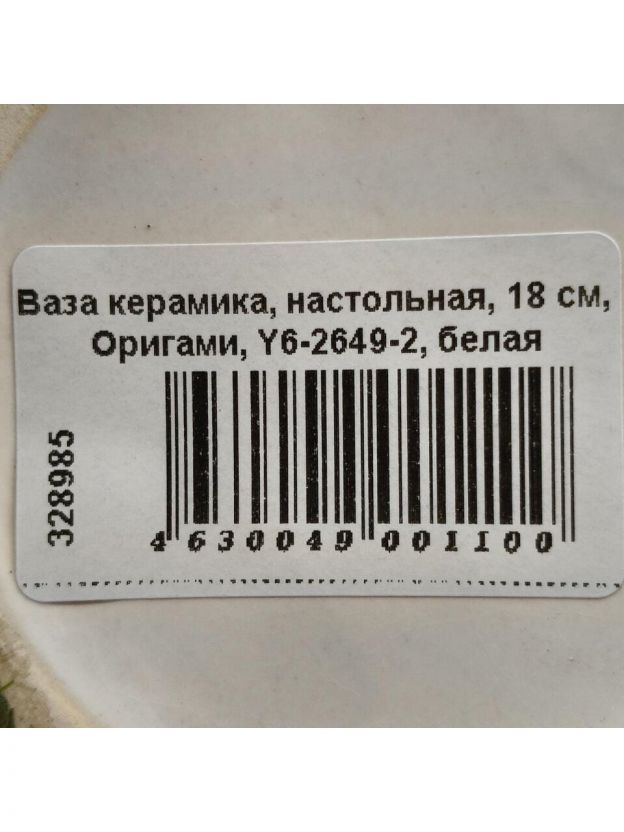 Ваза керамика, настольная, 18 см,
Оригами, Y6-2649-2, белая
328985
4 630049 001100